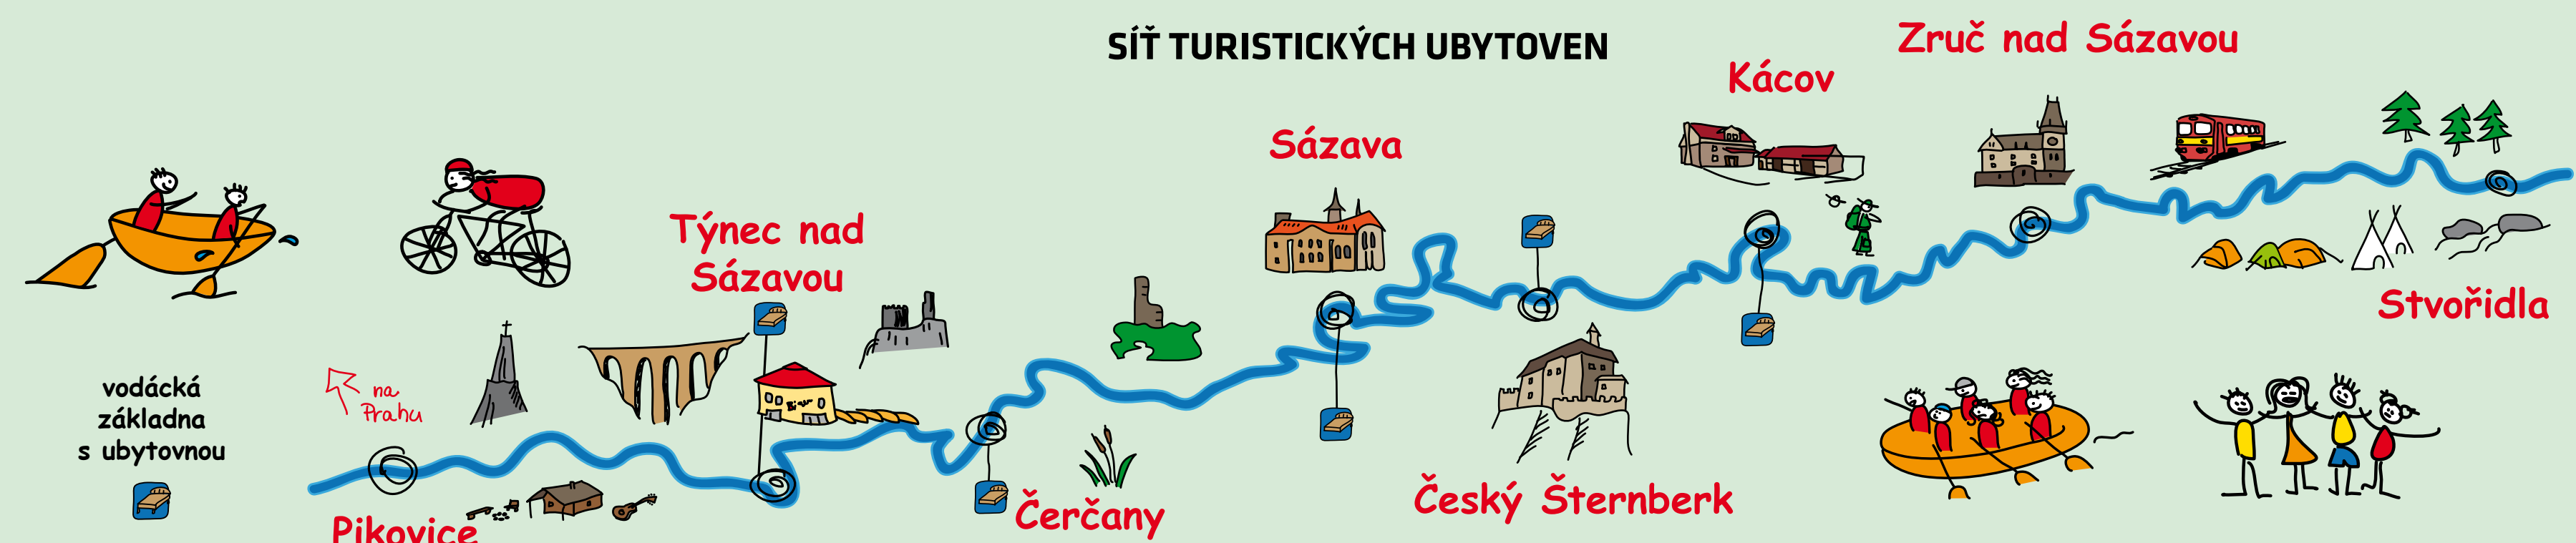 SÍŤ TURISTICKÝCH UBYTOVEN
Zruč nad Sázavou
Kácov
Sázava
Týnec nad
Sázavou
Stvořidla
vodácká
základna
s ubytovnou
na
Prahu
Český Šternberk
Čerčany
Pikovice